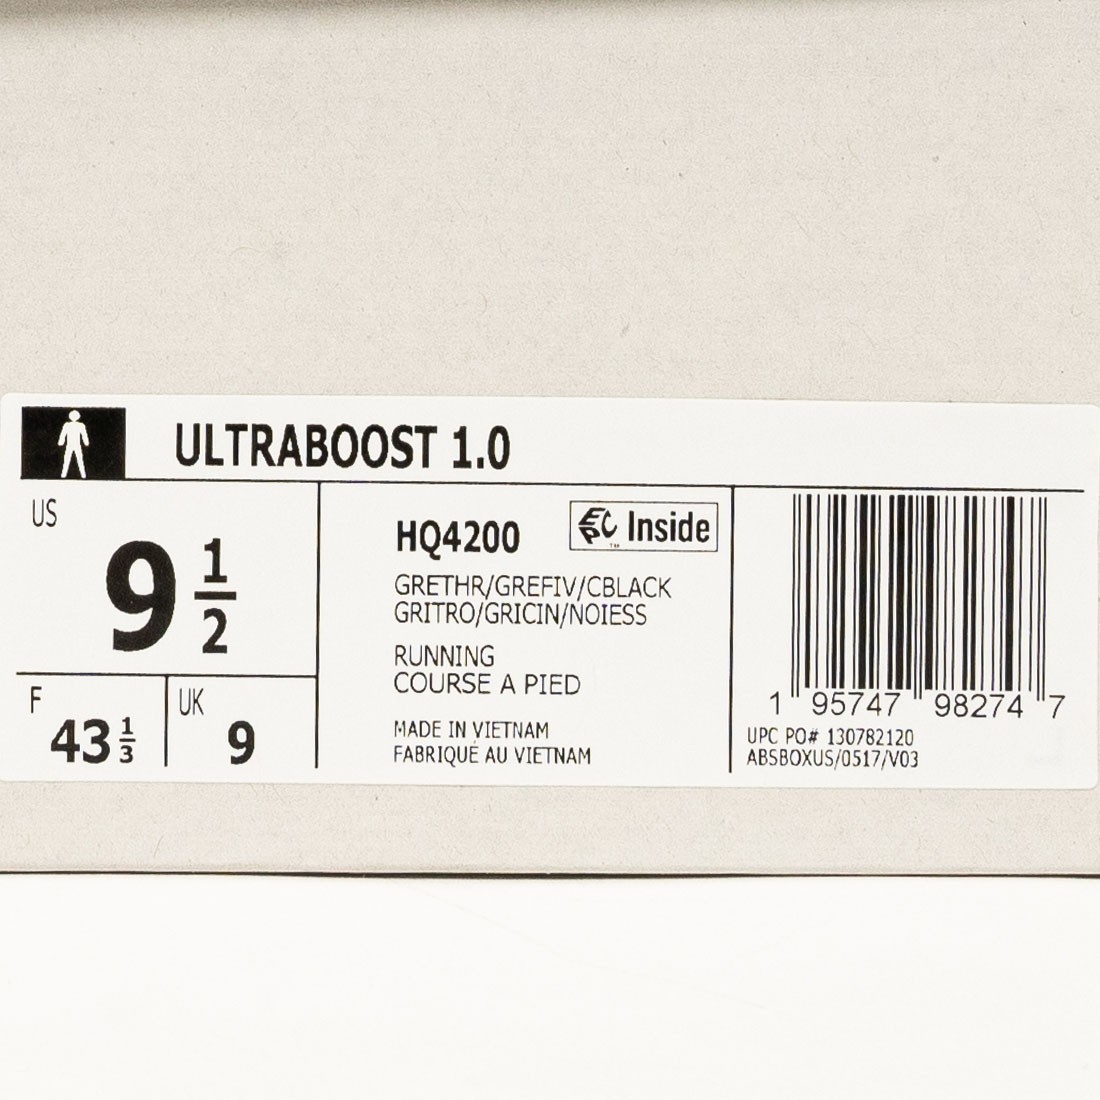 ULTRABOOST 1.0
US
9 1/2
F
43 1/3
UK
9
HQ4200
EPC Inside
™
GRETHR/GREFIV/CBLACK
GRITRO/GRICIN/NOIESS
RUNNING
COURSE A PIED
MADE IN VIETNAM
FABRIQUÉ AU VIETNAM
1 95747 98274 7
UPC PO# 130782120
ABSBOXUS/0517/V03